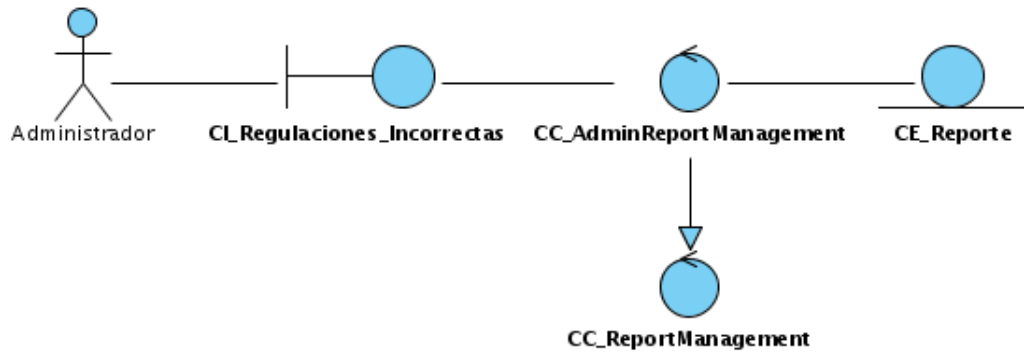 Administrador
CI_Regulaciones_Incorrectas
CC_AdminReportManagement
CE_Reporte
CC_ReportManagement